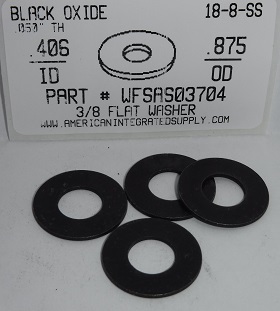 BLACK OXIDE 18-8-SS
.050" TH
.406 .875
ID OD
PART # WFSAS03704
3/8 FLAT WASHER
WWW.AMERICANINTEGRATEDSUPPLY.COM